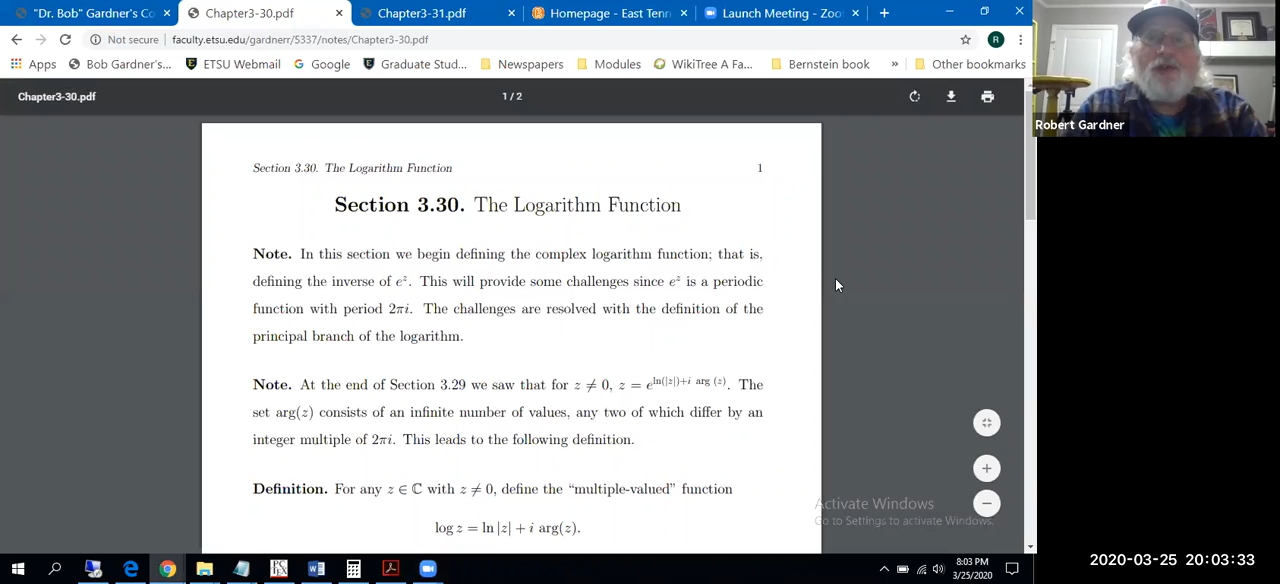 "Dr. Bob" Gardner's Co
Chapter3-30.pdf
Chapter3-31.pdf
Homepage - East Tenn
Launch Meeting - Zoo
Not secure | faculty.etsu.edu/gardnerr/5337/notes/Chapter3-30.pdf
R
Apps Bob Gardner's... ETSU Webmail Google Graduate Stud... Newspapers Modules WikiTree A Fa... Bernstein book » Other bookmarks
Chapter3-30.pdf 1 / 2
Robert Gardner
Section 3.30. The Logarithm Function 1
Section 3.30. The Logarithm Function
Note. In this section we begin defining the complex logarithm function; that is,
defining the inverse of e^z. This will provide some challenges since e^z is a periodic
function with period 2πi. The challenges are resolved with the definition of the
principal branch of the logarithm.
Note. At the end of Section 3.29 we saw that for z ≠ 0, z = e^{ln(|z|)+i arg (z)}. The
set arg(z) consists of an infinite number of values, any two of which differ by an
integer multiple of 2πi. This leads to the following definition.
Definition. For any z ∈ ℂ with z ≠ 0, define the “multiple-valued” function
log z = ln |z| + i arg(z).
Activate Windows
Go to Settings to activate Windows.
8:03 PM
3/25/2020
2020-03-25 20:03:33